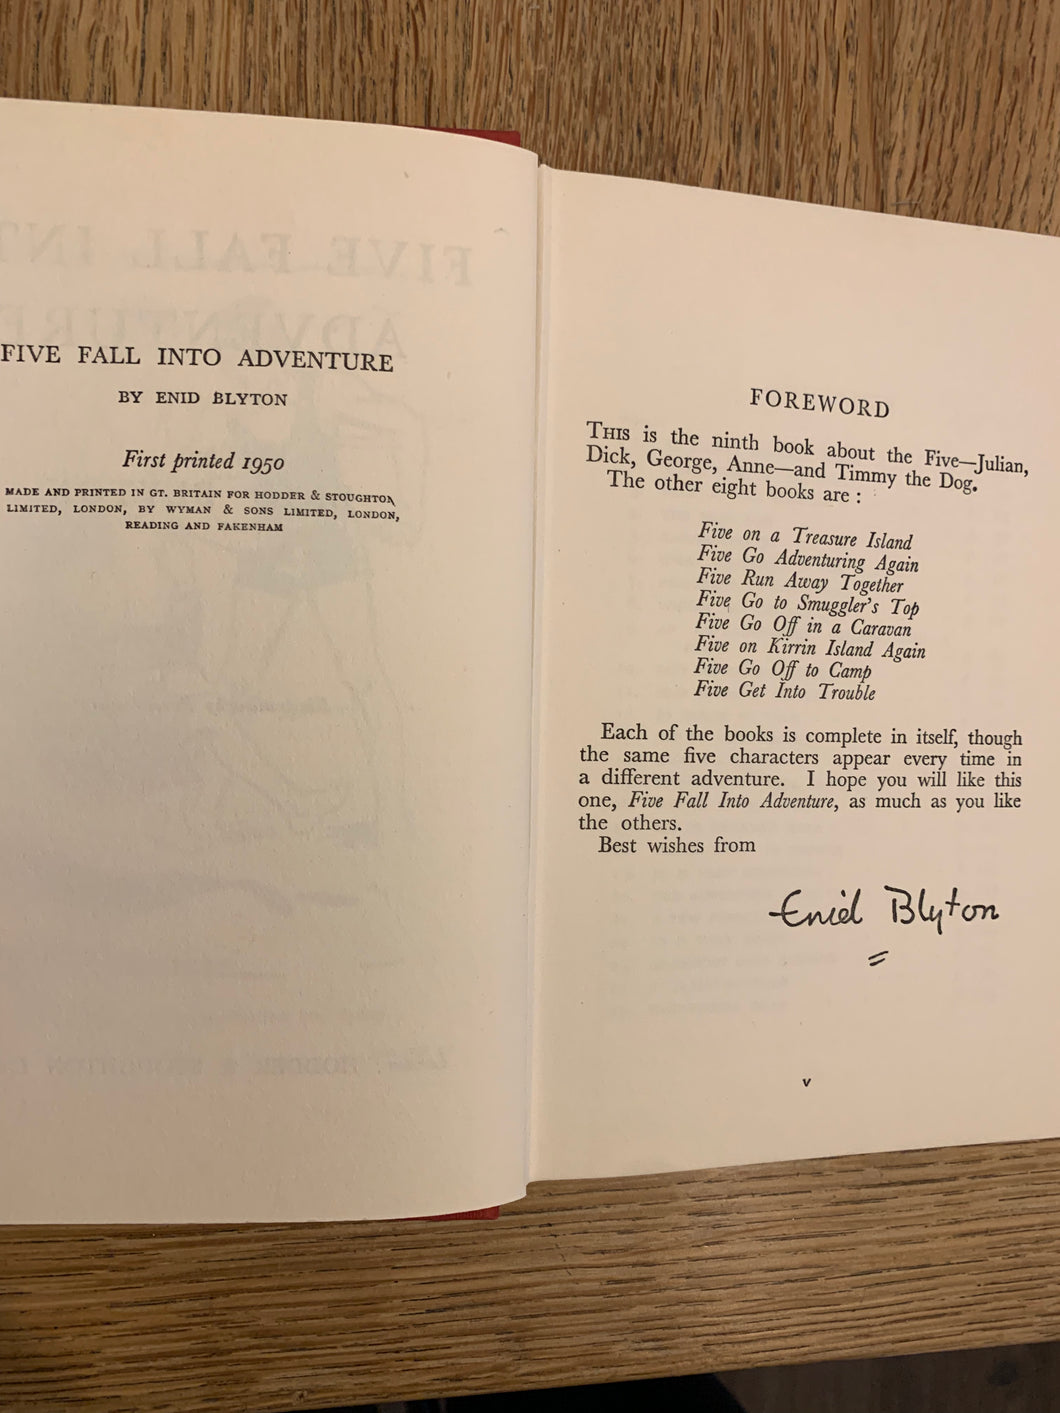 FIVE FALL INTO ADVENTURE
BY ENID BLYTON
First printed 1950
MADE AND PRINTED IN GT. BRITAIN FOR HODDER & STOUGHTON
LIMITED, LONDON, BY WYMAN & SONS LIMITED, LONDON,
READING AND FAKENHAM
FOREWORD
THIS is the ninth book about the Five—Julian,
Dick, George, Anne—and Timmy the Dog.
The other eight books are :
Five on a Treasure Island
Five Go Adventuring Again
Five Run Away Together
Five Go to Smuggler's Top
Five Go Off in a Caravan
Five on Kirrin Island Again
Five Go Off to Camp
Five Get Into Trouble
Each of the books is complete in itself, though
the same five characters appear every time in
a different adventure. I hope you will like this
one, Five Fall Into Adventure, as much as you like
the others.
Best wishes from
Enid Blyton
v